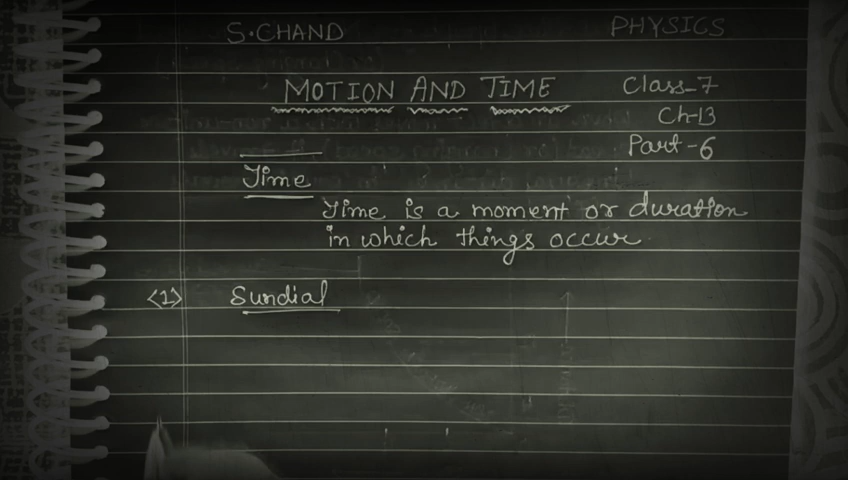 S.CHAND PHYSICS
MOTION AND TIME Class-7
Ch-13
Part-6
Time
Time is a moment or duration
in which things occur.
<1> Sundial